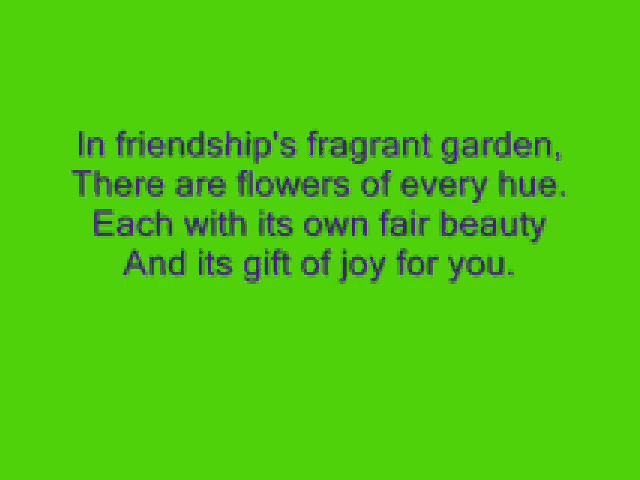 In friendship's fragrant garden,
There are flowers of every hue.
Each with its own fair beauty
And its gift of joy for you.